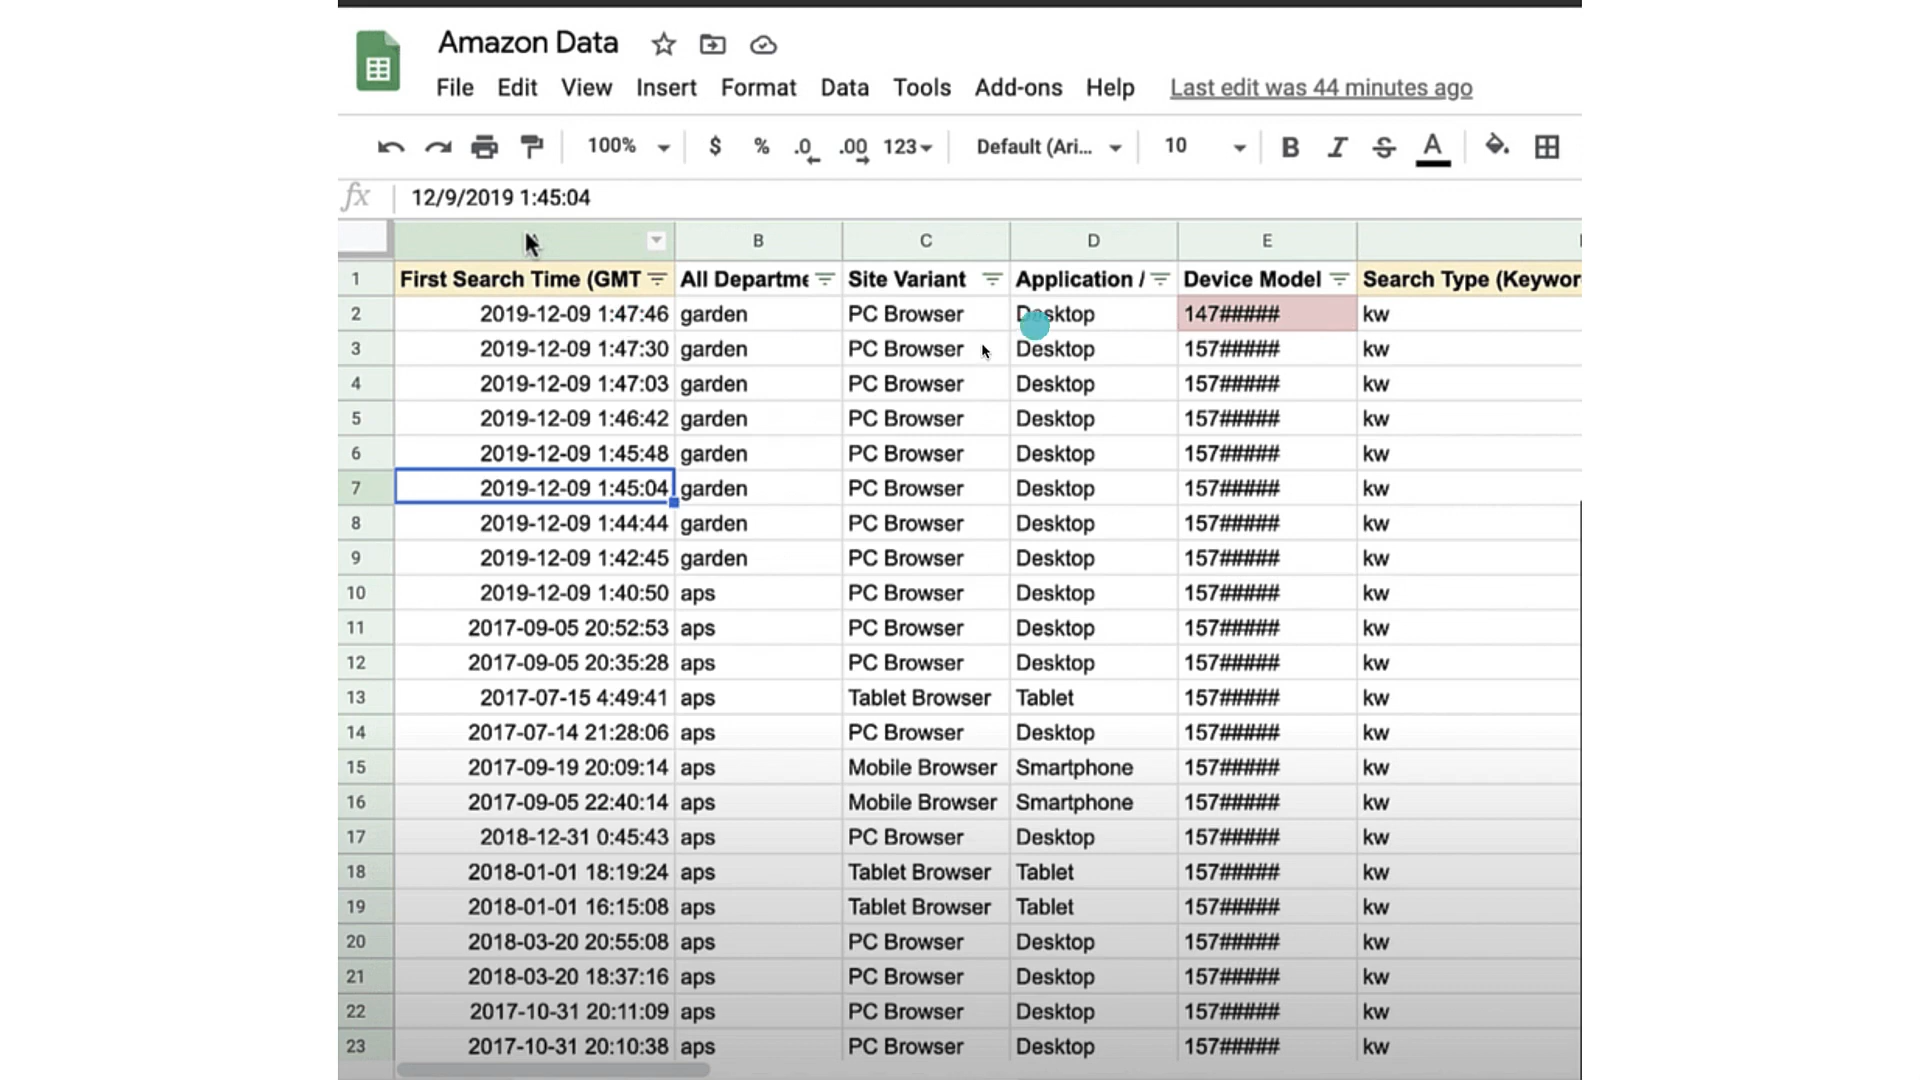 Amazon Data
File Edit View Insert Format Data Tools Add-ons Help Last edit was 44 minutes ago
100% $ % .0 .00 123 Default (Ari... 10 B I S A
fx 12/9/2019 1:45:04
B C D E
1 First Search Time (GMT All Departme Site Variant Application / Device Model Search Type (Keywor
2 2019-12-09 1:47:46 garden PC Browser Desktop 147##### kw
3 2019-12-09 1:47:30 garden PC Browser Desktop 157##### kw
4 2019-12-09 1:47:03 garden PC Browser Desktop 157##### kw
5 2019-12-09 1:46:42 garden PC Browser Desktop 157##### kw
6 2019-12-09 1:45:48 garden PC Browser Desktop 157##### kw
7 2019-12-09 1:45:04 garden PC Browser Desktop 157##### kw
8 2019-12-09 1:44:44 garden PC Browser Desktop 157##### kw
9 2019-12-09 1:42:45 garden PC Browser Desktop 157##### kw
10 2019-12-09 1:40:50 aps PC Browser Desktop 157##### kw
11 2017-09-05 20:52:53 aps PC Browser Desktop 157##### kw
12 2017-09-05 20:35:28 aps PC Browser Desktop 157##### kw
13 2017-07-15 4:49:41 aps Tablet Browser Tablet 157##### kw
14 2017-07-14 21:28:06 aps PC Browser Desktop 157##### kw
15 2017-09-19 20:09:14 aps Mobile Browser Smartphone 157##### kw
16 2017-09-05 22:40:14 aps Mobile Browser Smartphone 157##### kw
17 2018-12-31 0:45:43 aps PC Browser Desktop 157##### kw
18 2018-01-01 18:19:24 aps Tablet Browser Tablet 157##### kw
19 2018-01-01 16:15:08 aps Tablet Browser Tablet 157##### kw
20 2018-03-20 20:55:08 aps PC Browser Desktop 157##### kw
21 2018-03-20 18:37:16 aps PC Browser Desktop 157##### kw
22 2017-10-31 20:11:09 aps PC Browser Desktop 157##### kw
23 2017-10-31 20:10:38 aps PC Browser Desktop 157##### kw